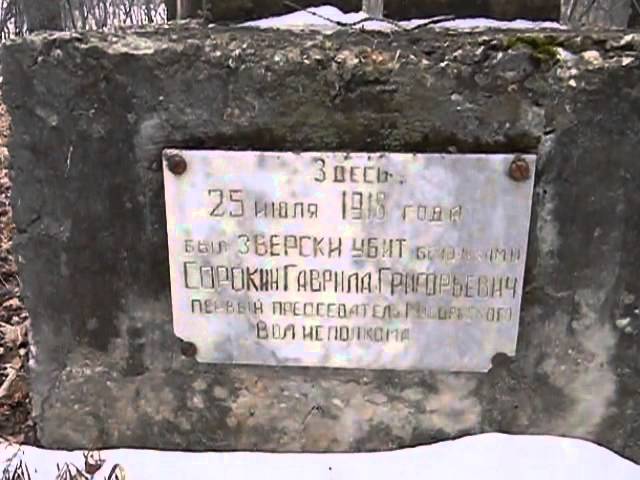 Здесь.
25 июля 1918 года
был зверски убит
Сорокин Гаврила Григорьевич
первый председатель
Волисполкома